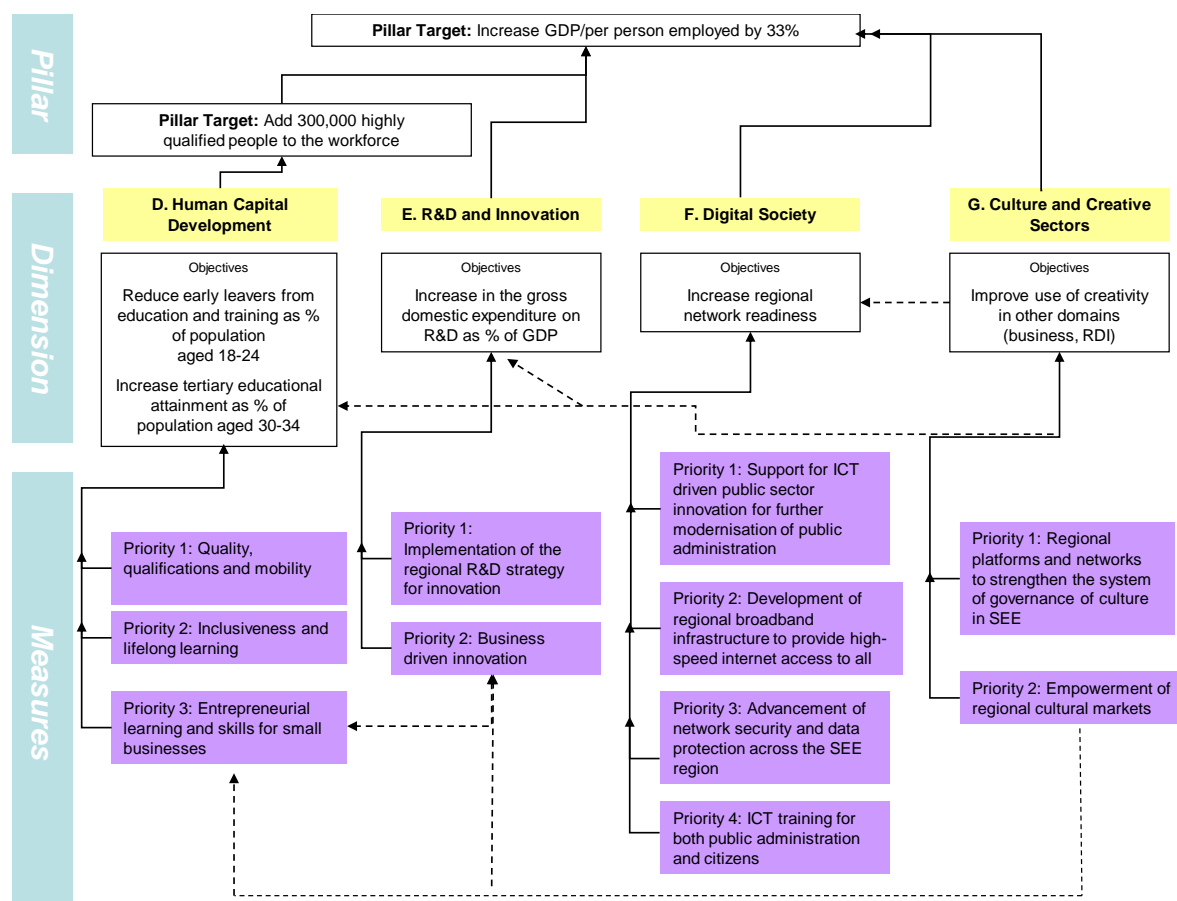 Pillar
Pillar Target: Increase GDP/per person employed by 33%
Pillar Target: Add 300,000 highly
qualified people to the workforce
Dimension
D. Human Capital
Development
E. R&D and Innovation
F. Digital Society
G. Culture and Creative
Sectors
Objectives
Reduce early leavers from
education and training as %
of population
aged 18-24
Increase tertiary educational
attainment as % of
population aged 30-34
Objectives
Increase in the gross
domestic expenditure on
R&D as % of GDP
Objectives
Increase regional
network readiness
Objectives
Improve use of creativity
in other domains
(business, RDI)
Measures
Priority 1: Quality,
qualifications and mobility
Priority 2: Inclusiveness and
lifelong learning
Priority 3: Entrepreneurial
learning and skills for small
businesses
Priority 1:
Implementation of the
regional R&D strategy
for innovation
Priority 2: Business
driven innovation
Priority 1: Support for ICT
driven public sector
innovation for further
modernisation of public
administration
Priority 2: Development of
regional broadband
infrastructure to provide high-
speed internet access to all
Priority 3: Advancement of
network security and data
protection across the SEE
region
Priority 4: ICT training for
both public administration
and citizens
Priority 1: Regional
platforms and networks
to strengthen the system
of governance of culture
in SEE
Priority 2: Empowerment of
regional cultural markets